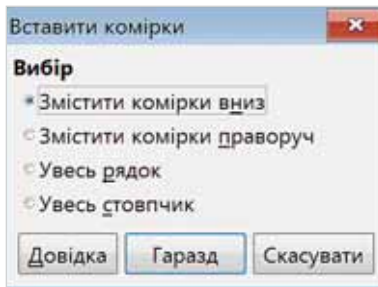 Вставити комірки
Вибір
Змістити комірки вниз
Змістити комірки праворуч
Увесь рядок
Увесь стовпчик
Довідка Гаразд Скасувати